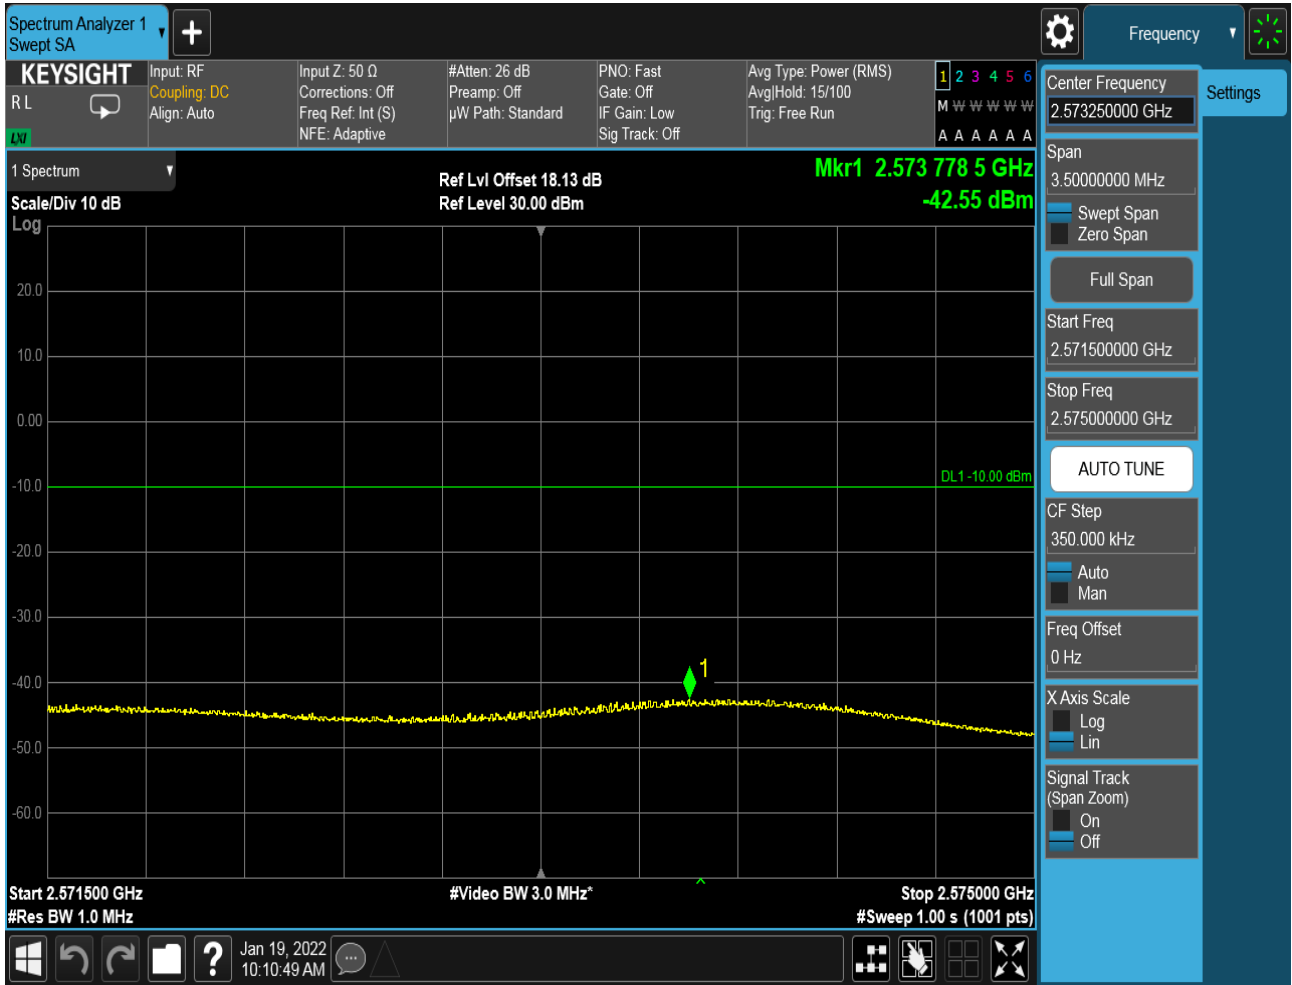 Spectrum Analyzer 1
Swept SA
Frequency
KEYSIGHT
R L
LXI
Input: RF
Coupling: DC
Align: Auto
Input Z: 50 Ω
Corrections: Off
Freq Ref: Int (S)
NFE: Adaptive
#Atten: 26 dB
Preamp: Off
µW Path: Standard
PNO: Fast
Gate: Off
IF Gain: Low
Sig Track: Off
Avg Type: Power (RMS)
Avg|Hold: 15/100
Trig: Free Run
1 2 3 4 5 6
M W W W W W
A A A A A A
1 Spectrum
Scale/Div 10 dB
Log
Ref Lvl Offset 18.13 dB
Ref Level 30.00 dBm
Mkr1 2.573 778 5 GHz
-42.55 dBm
20.0
10.0
0.00
-10.0
DL1 -10.00 dBm
-20.0
-30.0
1
-40.0
-50.0
-60.0
Start 2.571500 GHz
#Video BW 3.0 MHz*
Stop 2.575000 GHz
#Res BW 1.0 MHz
#Sweep 1.00 s (1001 pts)
?
Jan 19, 2022
10:10:49 AM
Center Frequency
2.573250000 GHz
Settings
Span
3.50000000 MHz
Swept Span
Zero Span
Full Span
Start Freq
2.571500000 GHz
Stop Freq
2.575000000 GHz
AUTO TUNE
CF Step
350.000 kHz
Auto
Man
Freq Offset
0 Hz
X Axis Scale
Log
Lin
Signal Track
(Span Zoom)
On
Off